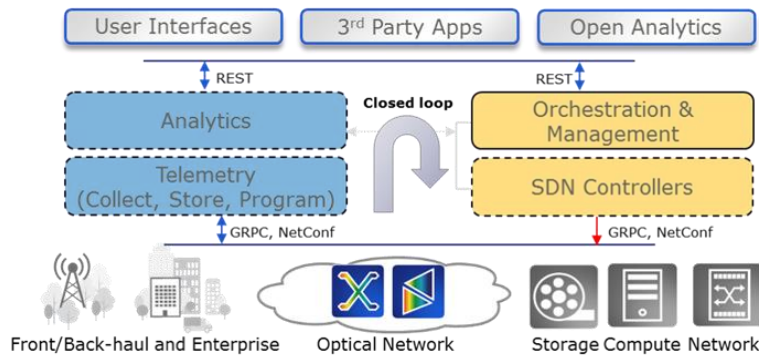 User Interfaces
3rd Party Apps
Open Analytics
REST
REST
Analytics
Closed loop
Orchestration &
Management
Telemetry
(Collect, Store, Program)
SDN Controllers
GRPC, NetConf
GRPC, NetConf
Front/Back-haul and Enterprise
Optical Network
Storage
Compute
Network